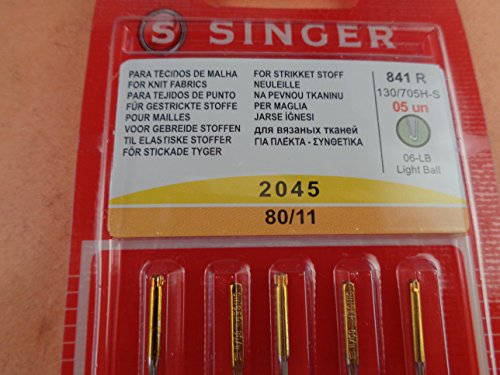 S SINGER
PARA TECIDOS DE MALHA
FOR KNIT FABRICS
PARA TEJIDOS DE PUNTO
FÜR GESTRICKTE STOFFE
POUR MAILLES
VOOR GEBREIDE STOFFEN
TIL ELASTISKE STOFFER
FÖR STICKADE TYGER
FOR STRIKKET STOFF
NEULEILLE
NA PEVNOU TKANINU
PER MAGLIA
JARSE İĞNESI
для вязаных тканей
ΓΙΑ ΠΛΕΚΤΑ - ΣΥΝΘΕΤΙΚΑ
841 R
130/705H-S
05 un
06-LB
Light Ball
2045
80/11